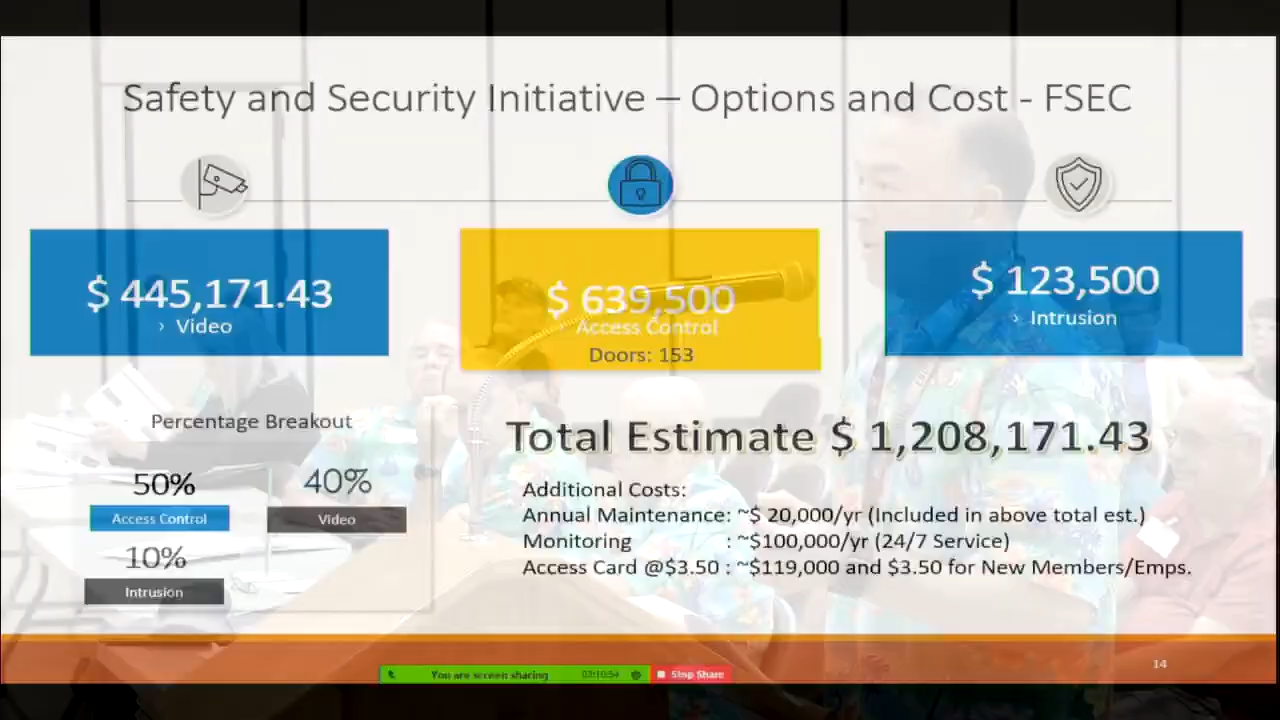 Safety and Security Initiative – Options and Cost - FSEC
$ 445,171.43
› Video
$ 639,500
Access Control
Doors: 153
$ 123,500
› Intrusion
Percentage Breakout
50%
Access Control
40%
Video
10%
Intrusion
Total Estimate $ 1,208,171.43
Additional Costs:
Annual Maintenance: ~$ 20,000/yr (Included in above total est.)
Monitoring : ~$100,000/yr (24/7 Service)
Access Card @$3.50 : ~$119,000 and $3.50 for New Members/Emps.
14
You are screen sharing
03:10:54
Stop Share